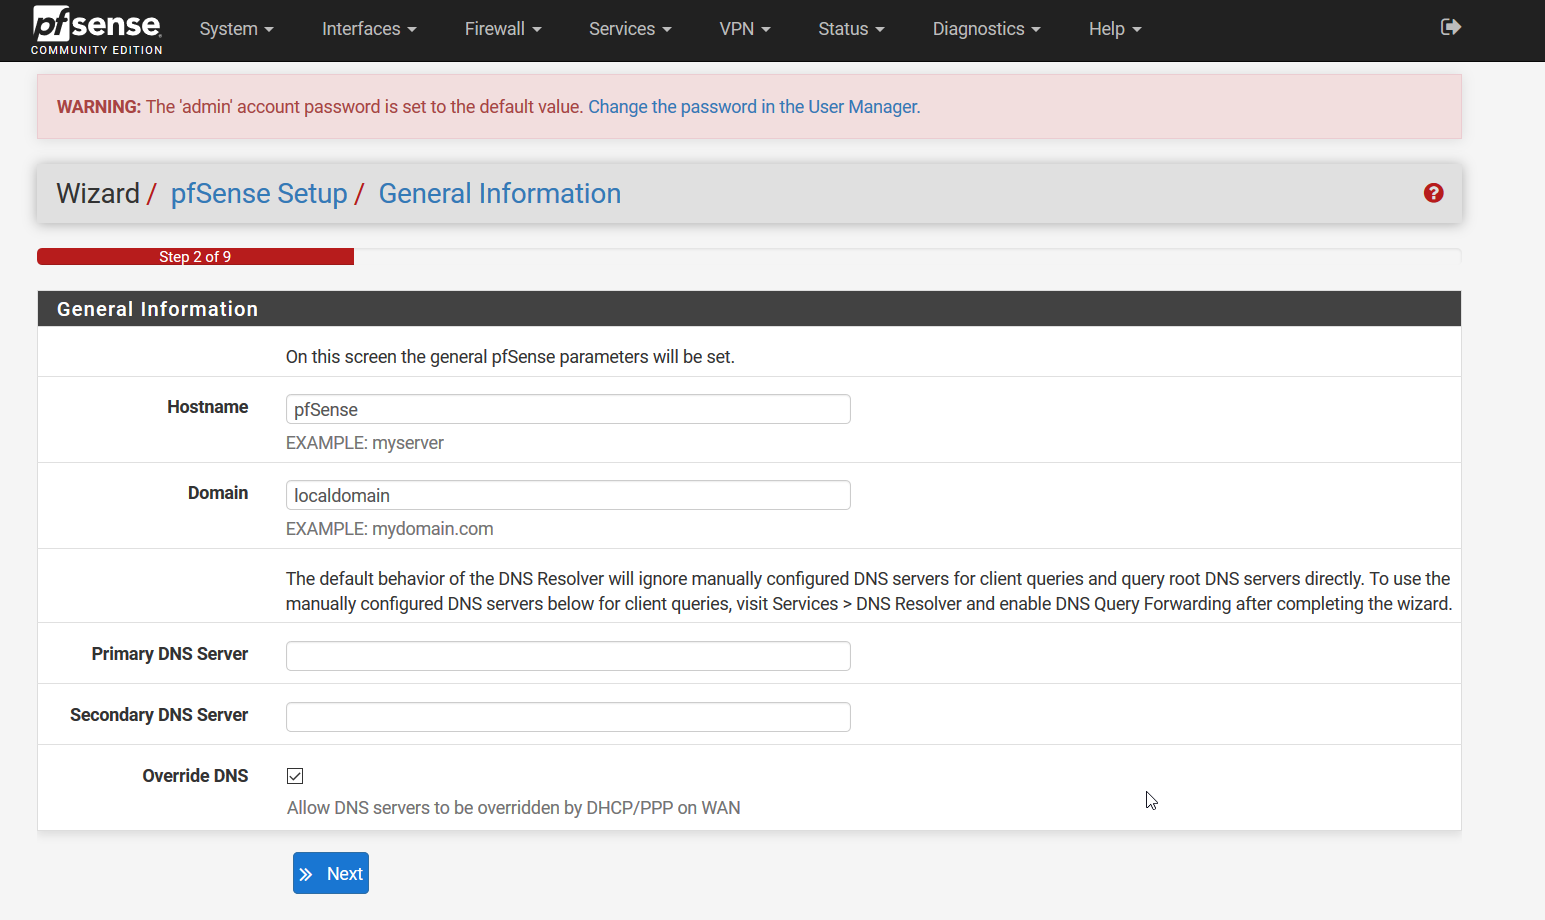 pfsense
COMMUNITY EDITION
System Interfaces Firewall Services VPN Status Diagnostics Help
WARNING: The 'admin' account password is set to the default value. Change the password in the User Manager.
Wizard / pfSense Setup / General Information
?
Step 2 of 9
General Information
On this screen the general pfSense parameters will be set.
Hostname pfSense
EXAMPLE: myserver
Domain localdomain
EXAMPLE: mydomain.com
The default behavior of the DNS Resolver will ignore manually configured DNS servers for client queries and query root DNS servers directly. To use the
manually configured DNS servers below for client queries, visit Services > DNS Resolver and enable DNS Query Forwarding after completing the wizard.
Primary DNS Server
Secondary DNS Server
Override DNS
Allow DNS servers to be overridden by DHCP/PPP on WAN
Next